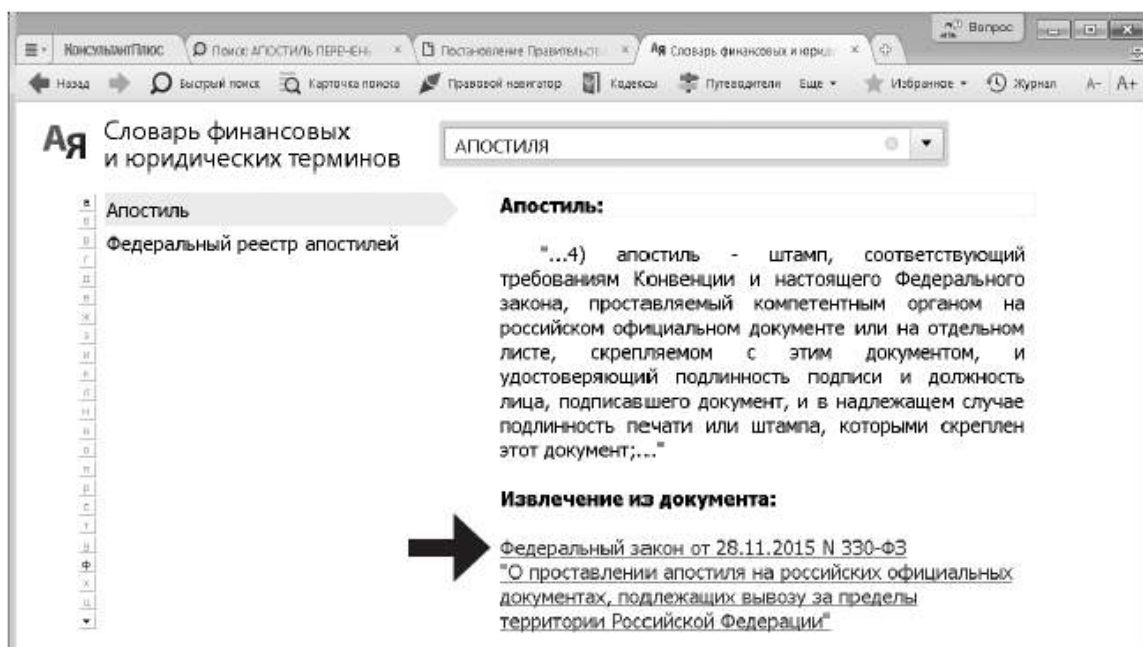 Вопрос
КонсультантПлюс Поиск: АПОСТИЛЬ ПЕРЕЧЕН Постановление Правительст Ая Словарь финансовых и юрид
Назад Быстрый поиск Карточка поиска Правовой навигатор Кодексы Путеводители Еще Избранное Журнал А- А+
Ая Словарь финансовых
и юридических терминов
АПОСТИЛЯ
Апостиль
Федеральный реестр апостилей
Апостиль:
"...4) апостиль - штамп, соответствующий
требованиям Конвенции и настоящего Федерального
закона, проставляемый компетентным органом на
российском официальном документе или на отдельном
листе, скрепляемом с этим документом, и
удостоверяющий подлинность подписи и должность
лица, подписавшего документ, и в надлежащем случае
подлинность печати или штампа, которыми скреплен
этот документ;..."
Извлечение из документа:
Федеральный закон от 28.11.2015 N 330-ФЗ
"О проставлении апостиля на российских официальных
документах, подлежащих вывозу за пределы
территории Российской Федерации"